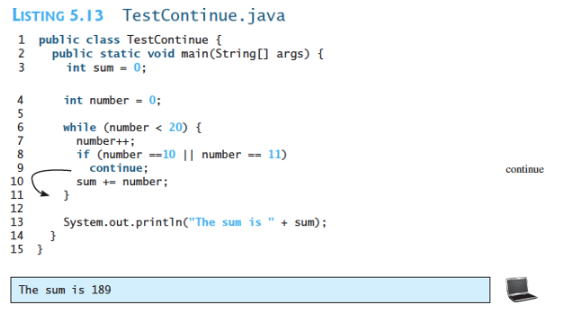 LISTING 5.13 TestContinue.java
1 public class TestContinue {
2 public static void main(String[] args) {
3 int sum = 0;
4 int number = 0;
5
6 while (number < 20) {
7 number++;
8 if (number ==10 || number == 11)
9 continue; continue
10 sum += number;
11 }
12
13 System.out.println("The sum is " + sum);
14 }
15 }
The sum is 189